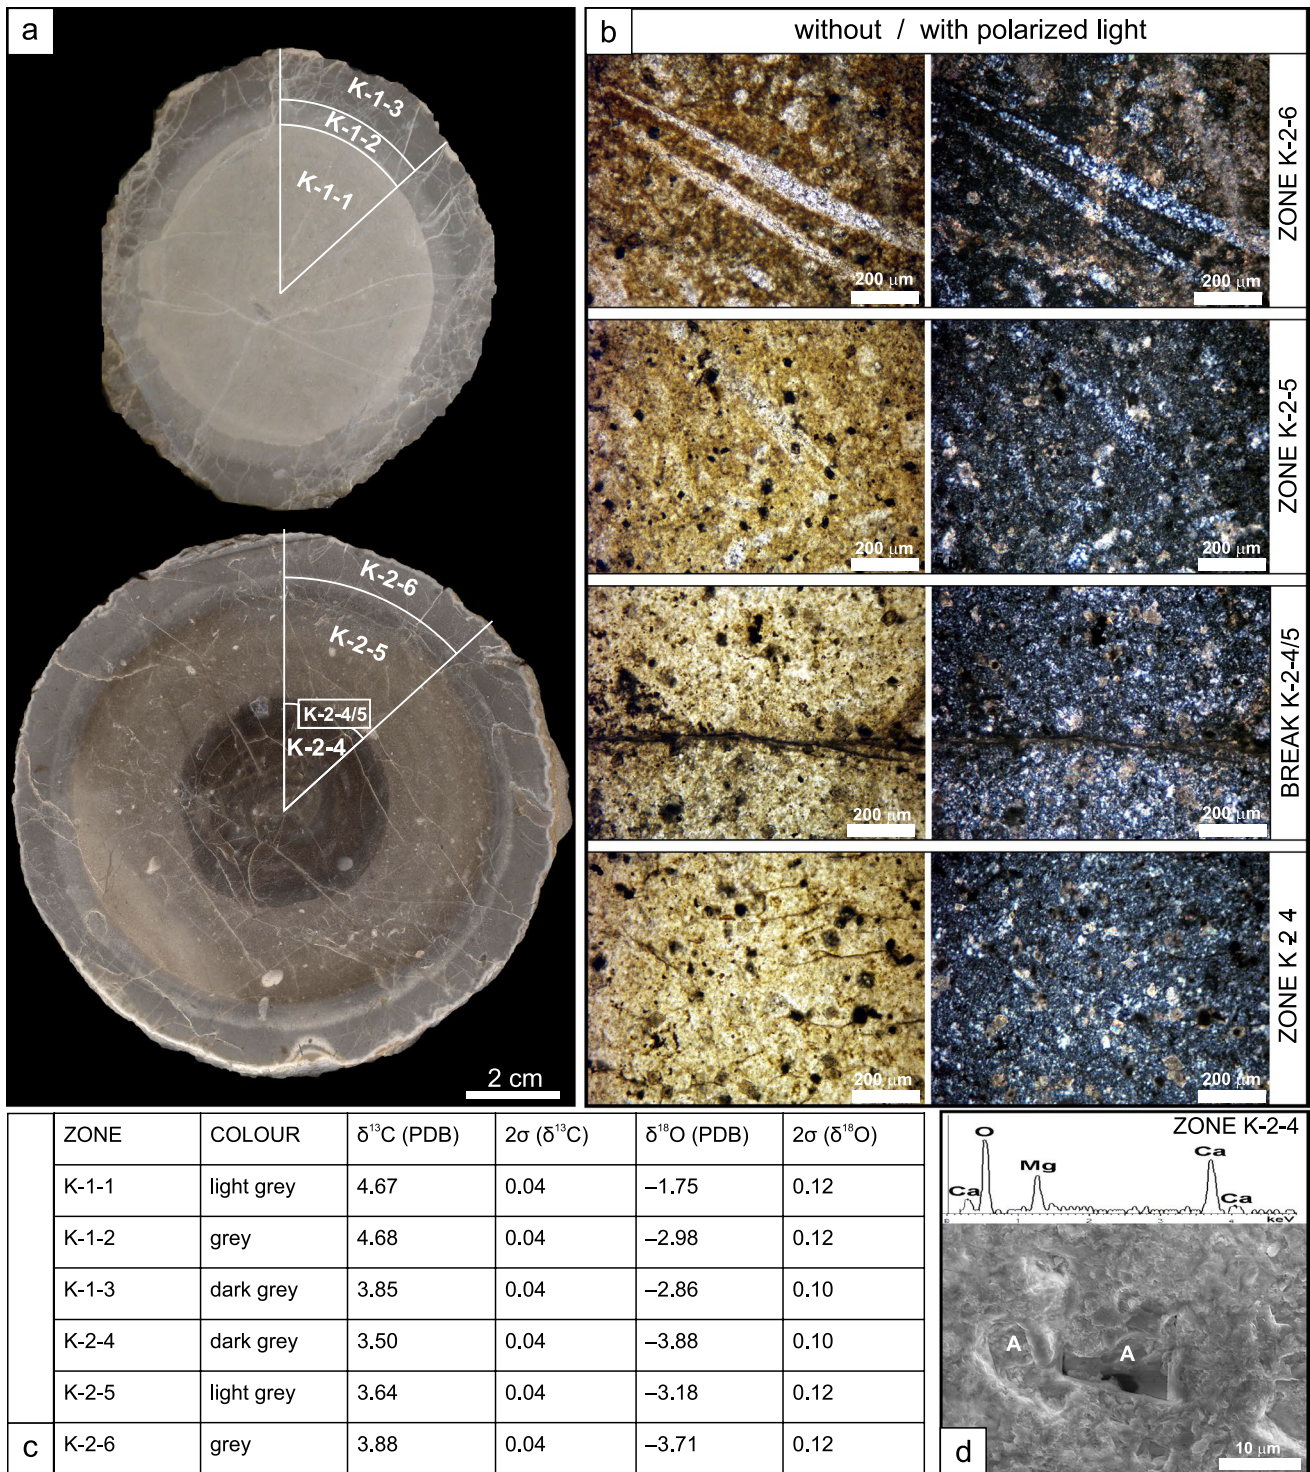 a
K-1-3
K-1-2
K-1-1
K-2-6
K-2-5
K-2-4/5
K-2-4
2 cm
b
without / with polarized light
200 μm
200 μm
ZONE K-2-6
200 μm
200 μm
ZONE K-2-5
200 μm
200 μm
BREAK K-2-4/5
200 μm
200 μm
ZONE K-2 4
ZONE COLOUR δ¹³C (PDB) 2σ (δ¹³C) δ¹⁸O (PDB) 2σ (δ¹⁸O)
K-1-1 light grey 4.67 0.04 –1.75 0.12
K-1-2 grey 4.68 0.04 –2.98 0.12
K-1-3 dark grey 3.85 0.04 –2.86 0.10
K-2-4 dark grey 3.50 0.04 –3.88 0.10
K-2-5 light grey 3.64 0.04 –3.18 0.12
K-2-6 grey 3.88 0.04 –3.71 0.12
c
ZONE K-2-4
O
Mg
Ca
Ca
Ca
0 1 2 3 4 keV
A
A
10 μm
d